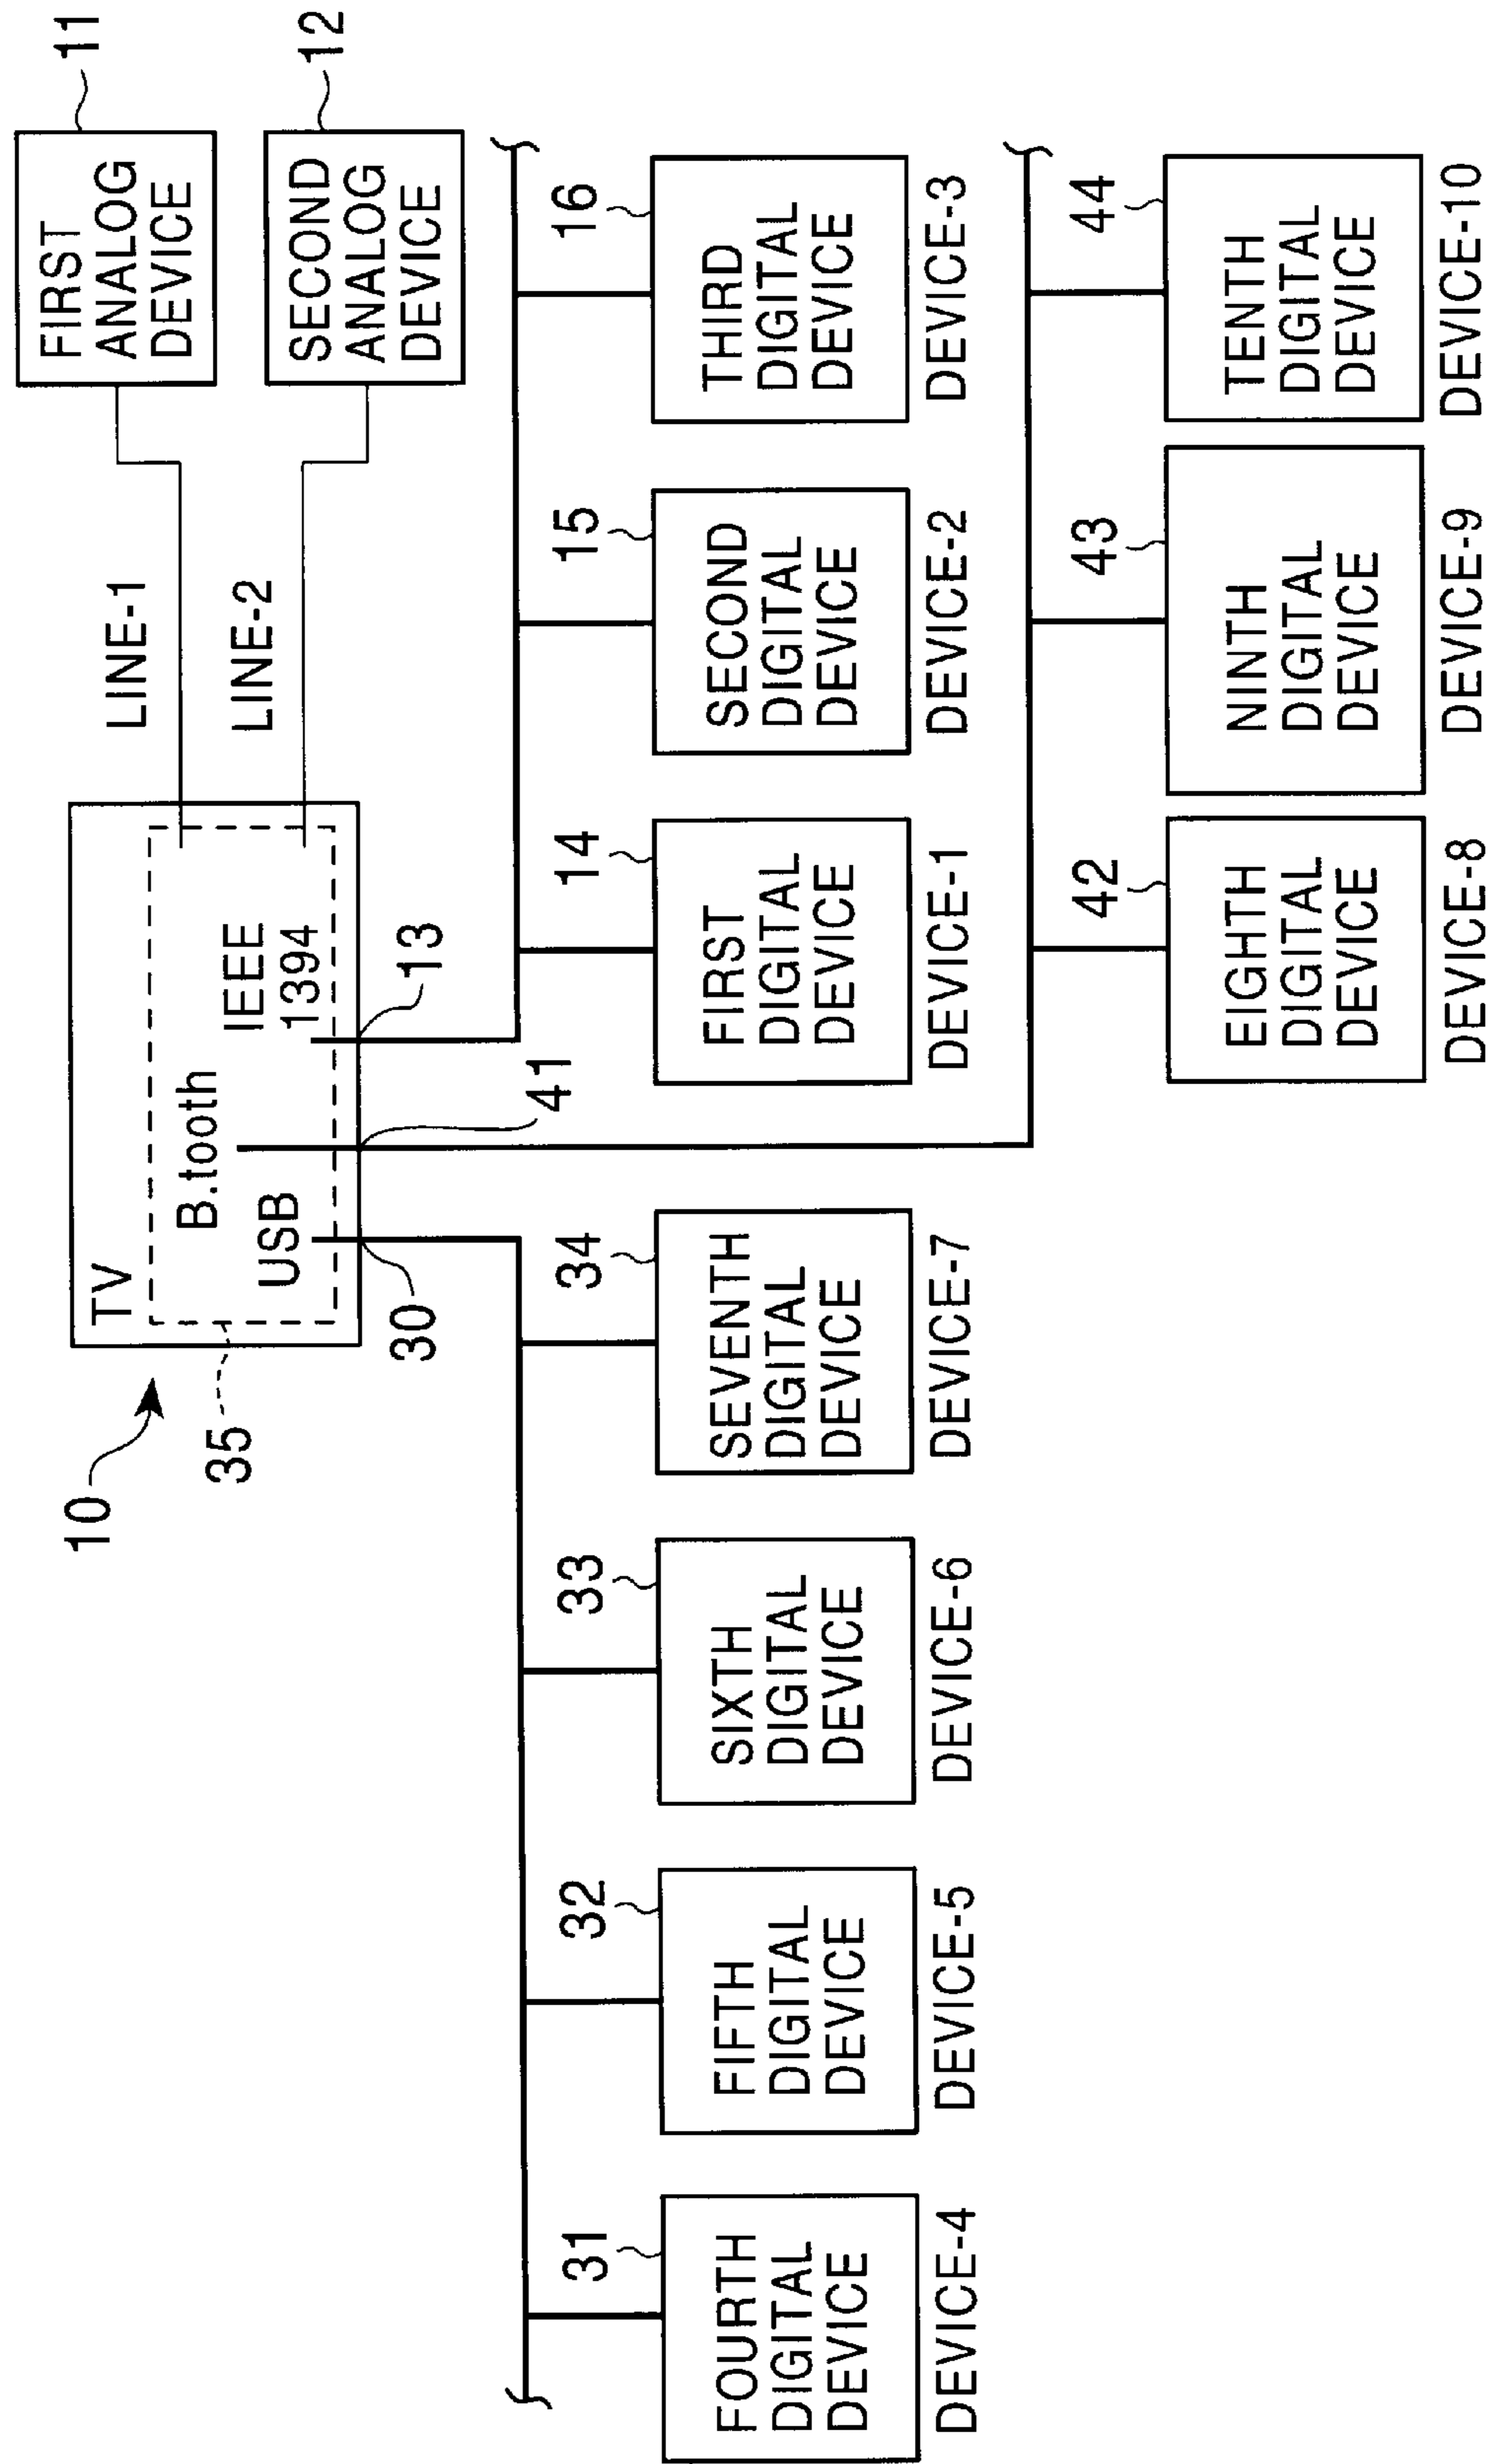 10
TV
35
B.tooth
USB
IEEE
1394
30
41
13
LINE-1
LINE-2
FIRST
ANALOG
DEVICE
11
SECOND
ANALOG
DEVICE
12
31
FOURTH
DIGITAL
DEVICE
DEVICE-4
32
FIFTH
DIGITAL
DEVICE
DEVICE-5
33
SIXTH
DIGITAL
DEVICE
DEVICE-6
34
SEVENTH
DIGITAL
DEVICE
DEVICE-7
14
FIRST
DIGITAL
DEVICE
DEVICE-1
15
SECOND
DIGITAL
DEVICE
DEVICE-2
16
THIRD
DIGITAL
DEVICE
DEVICE-3
42
EIGHTH
DIGITAL
DEVICE
DEVICE-8
43
NINTH
DIGITAL
DEVICE
DEVICE-9
44
TENTH
DIGITAL
DEVICE
DEVICE-10